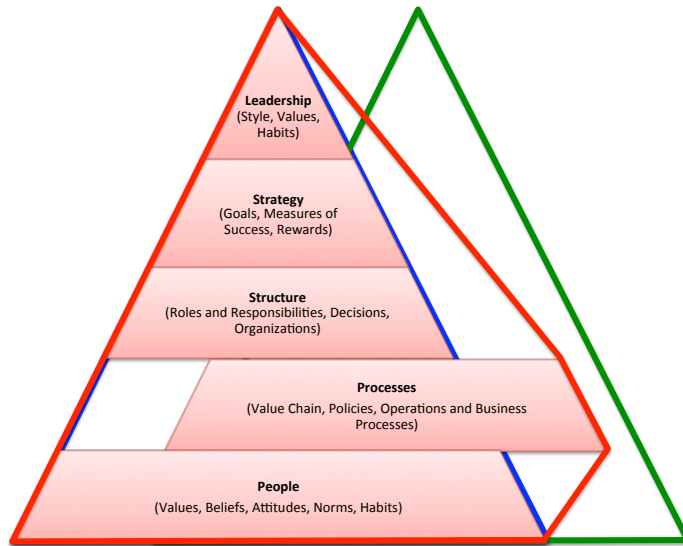 Leadership
(Style, Values,
Habits)
Strategy
(Goals, Measures of
Success, Rewards)
Structure
(Roles and Responsibilities, Decisions,
Organizations)
Processes
(Value Chain, Policies, Operations and Business
Processes)
People
(Values, Beliefs, Attitudes, Norms, Habits)